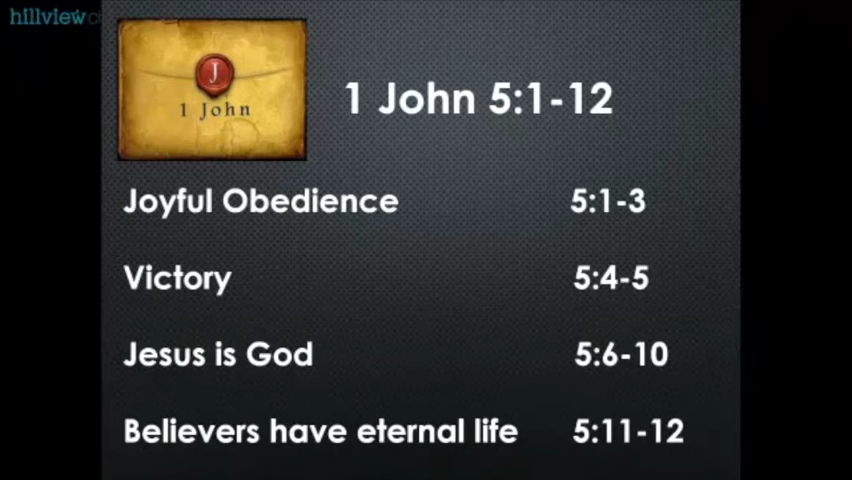 hillview
J
1 John
1 John 5:1-12
Joyful Obedience 5:1-3
Victory 5:4-5
Jesus is God 5:6-10
Believers have eternal life 5:11-12